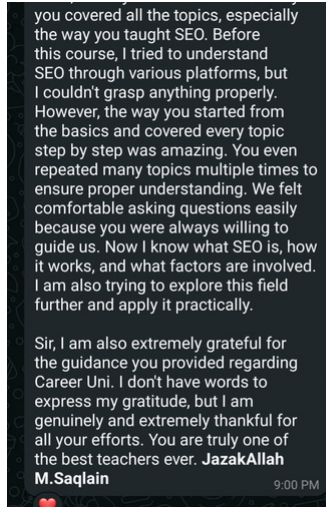 you covered all the topics, especially
the way you taught SEO. Before
this course, I tried to understand
SEO through various platforms, but
I couldn't grasp anything properly.
However, the way you started from
the basics and covered every topic
step by step was amazing. You even
repeated many topics multiple times to
ensure proper understanding. We felt
comfortable asking questions easily
because you were always willing to
guide us. Now I know what SEO is, how
it works, and what factors are involved.
I am also trying to explore this field
further and apply it practically.
Sir, I am also extremely grateful for
the guidance you provided regarding
Career Uni. I don't have words to
express my gratitude, but I am
genuinely and extremely thankful for
all your efforts. You are truly one of
the best teachers ever. JazakAllah
M.Saqlain
9:00 PM